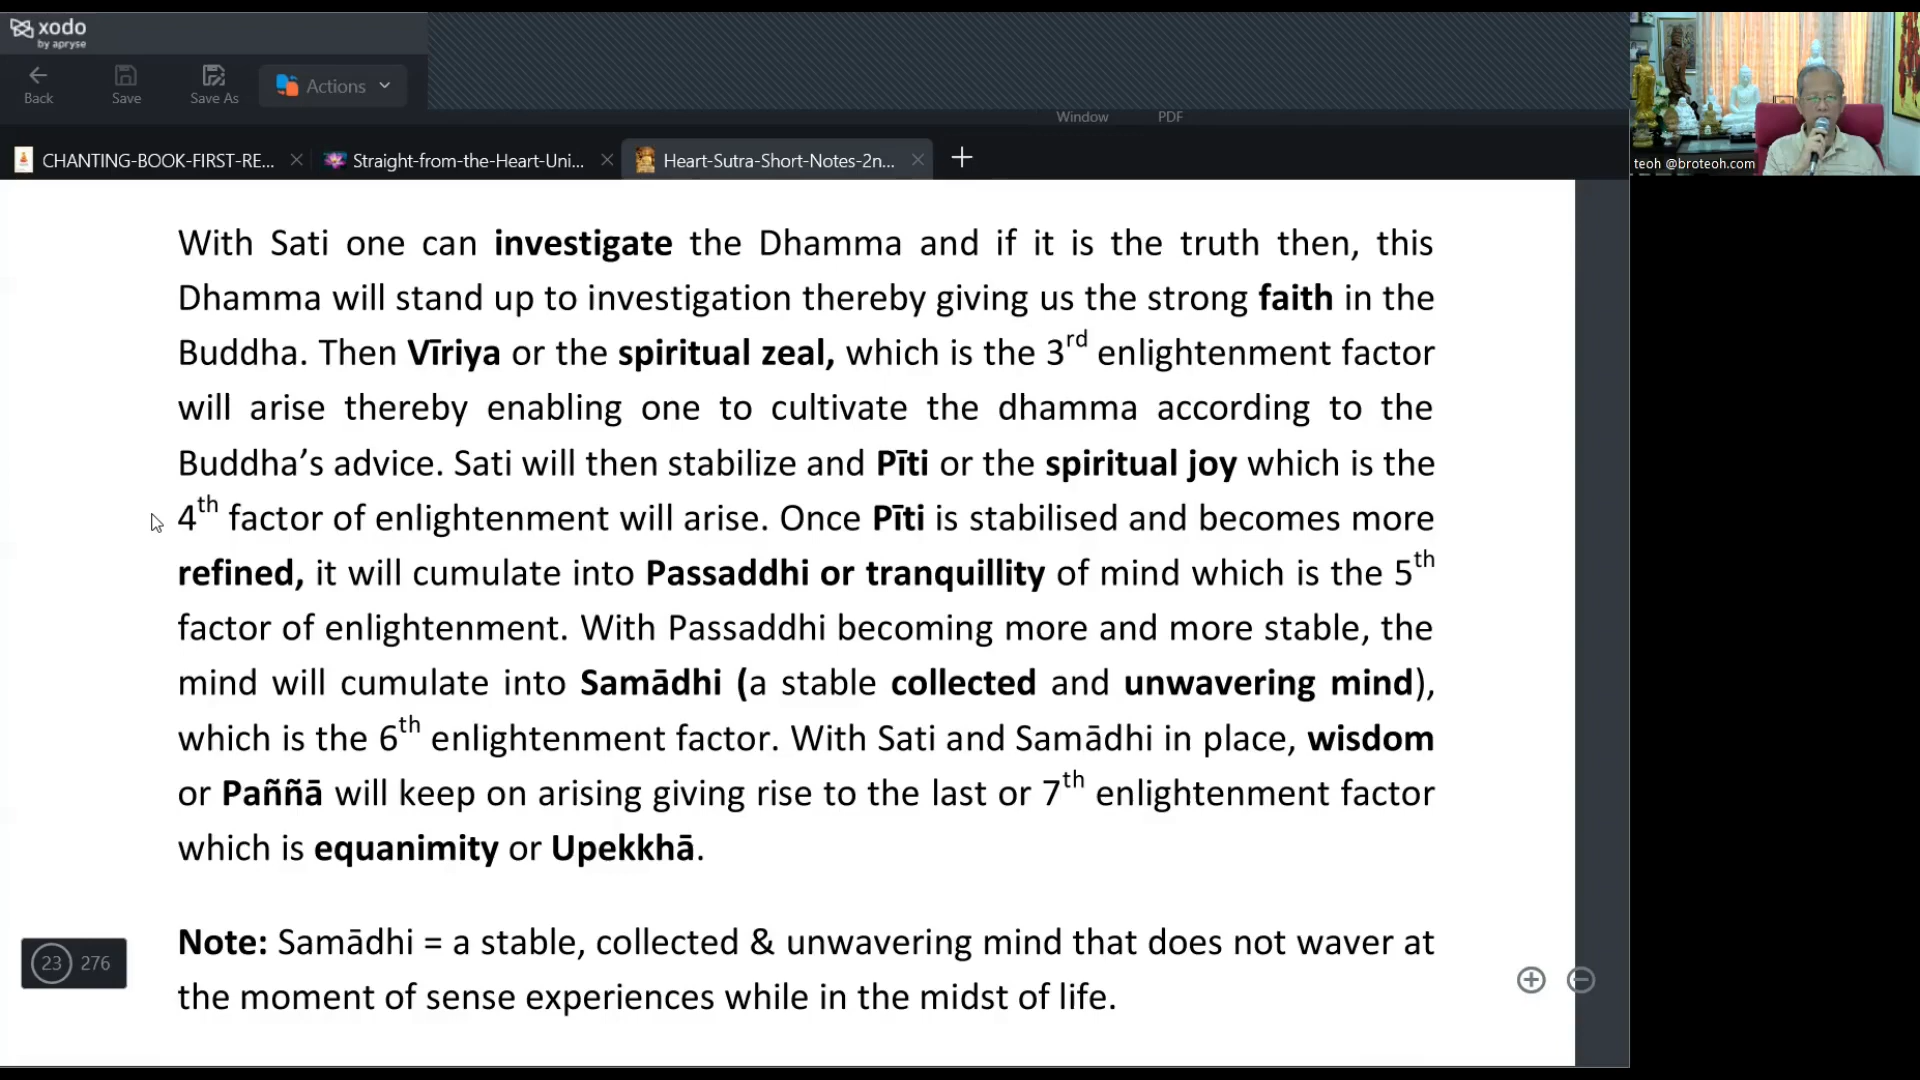 xodo
by apryse
Back
Save
Save As
Actions
Window
PDF
CHANTING-BOOK-FIRST-RE...
Straight-from-the-Heart-Uni...
Heart-Sutra-Short-Notes-2n...
teoh @broteoh.com
With Sati one can investigate the Dhamma and if it is the truth then, this
Dhamma will stand up to investigation thereby giving us the strong faith in the
Buddha. Then Vīriya or the spiritual zeal, which is the 3rd enlightenment factor
will arise thereby enabling one to cultivate the dhamma according to the
Buddha’s advice. Sati will then stabilize and Pīti or the spiritual joy which is the
4th factor of enlightenment will arise. Once Pīti is stabilised and becomes more
refined, it will cumulate into Passaddhi or tranquillity of mind which is the 5th
factor of enlightenment. With Passaddhi becoming more and more stable, the
mind will cumulate into Samādhi (a stable collected and unwavering mind),
which is the 6th enlightenment factor. With Sati and Samādhi in place, wisdom
or Paññā will keep on arising giving rise to the last or 7th enlightenment factor
which is equanimity or Upekkhā.
Note: Samādhi = a stable, collected & unwavering mind that does not waver at
the moment of sense experiences while in the midst of life.
23 276